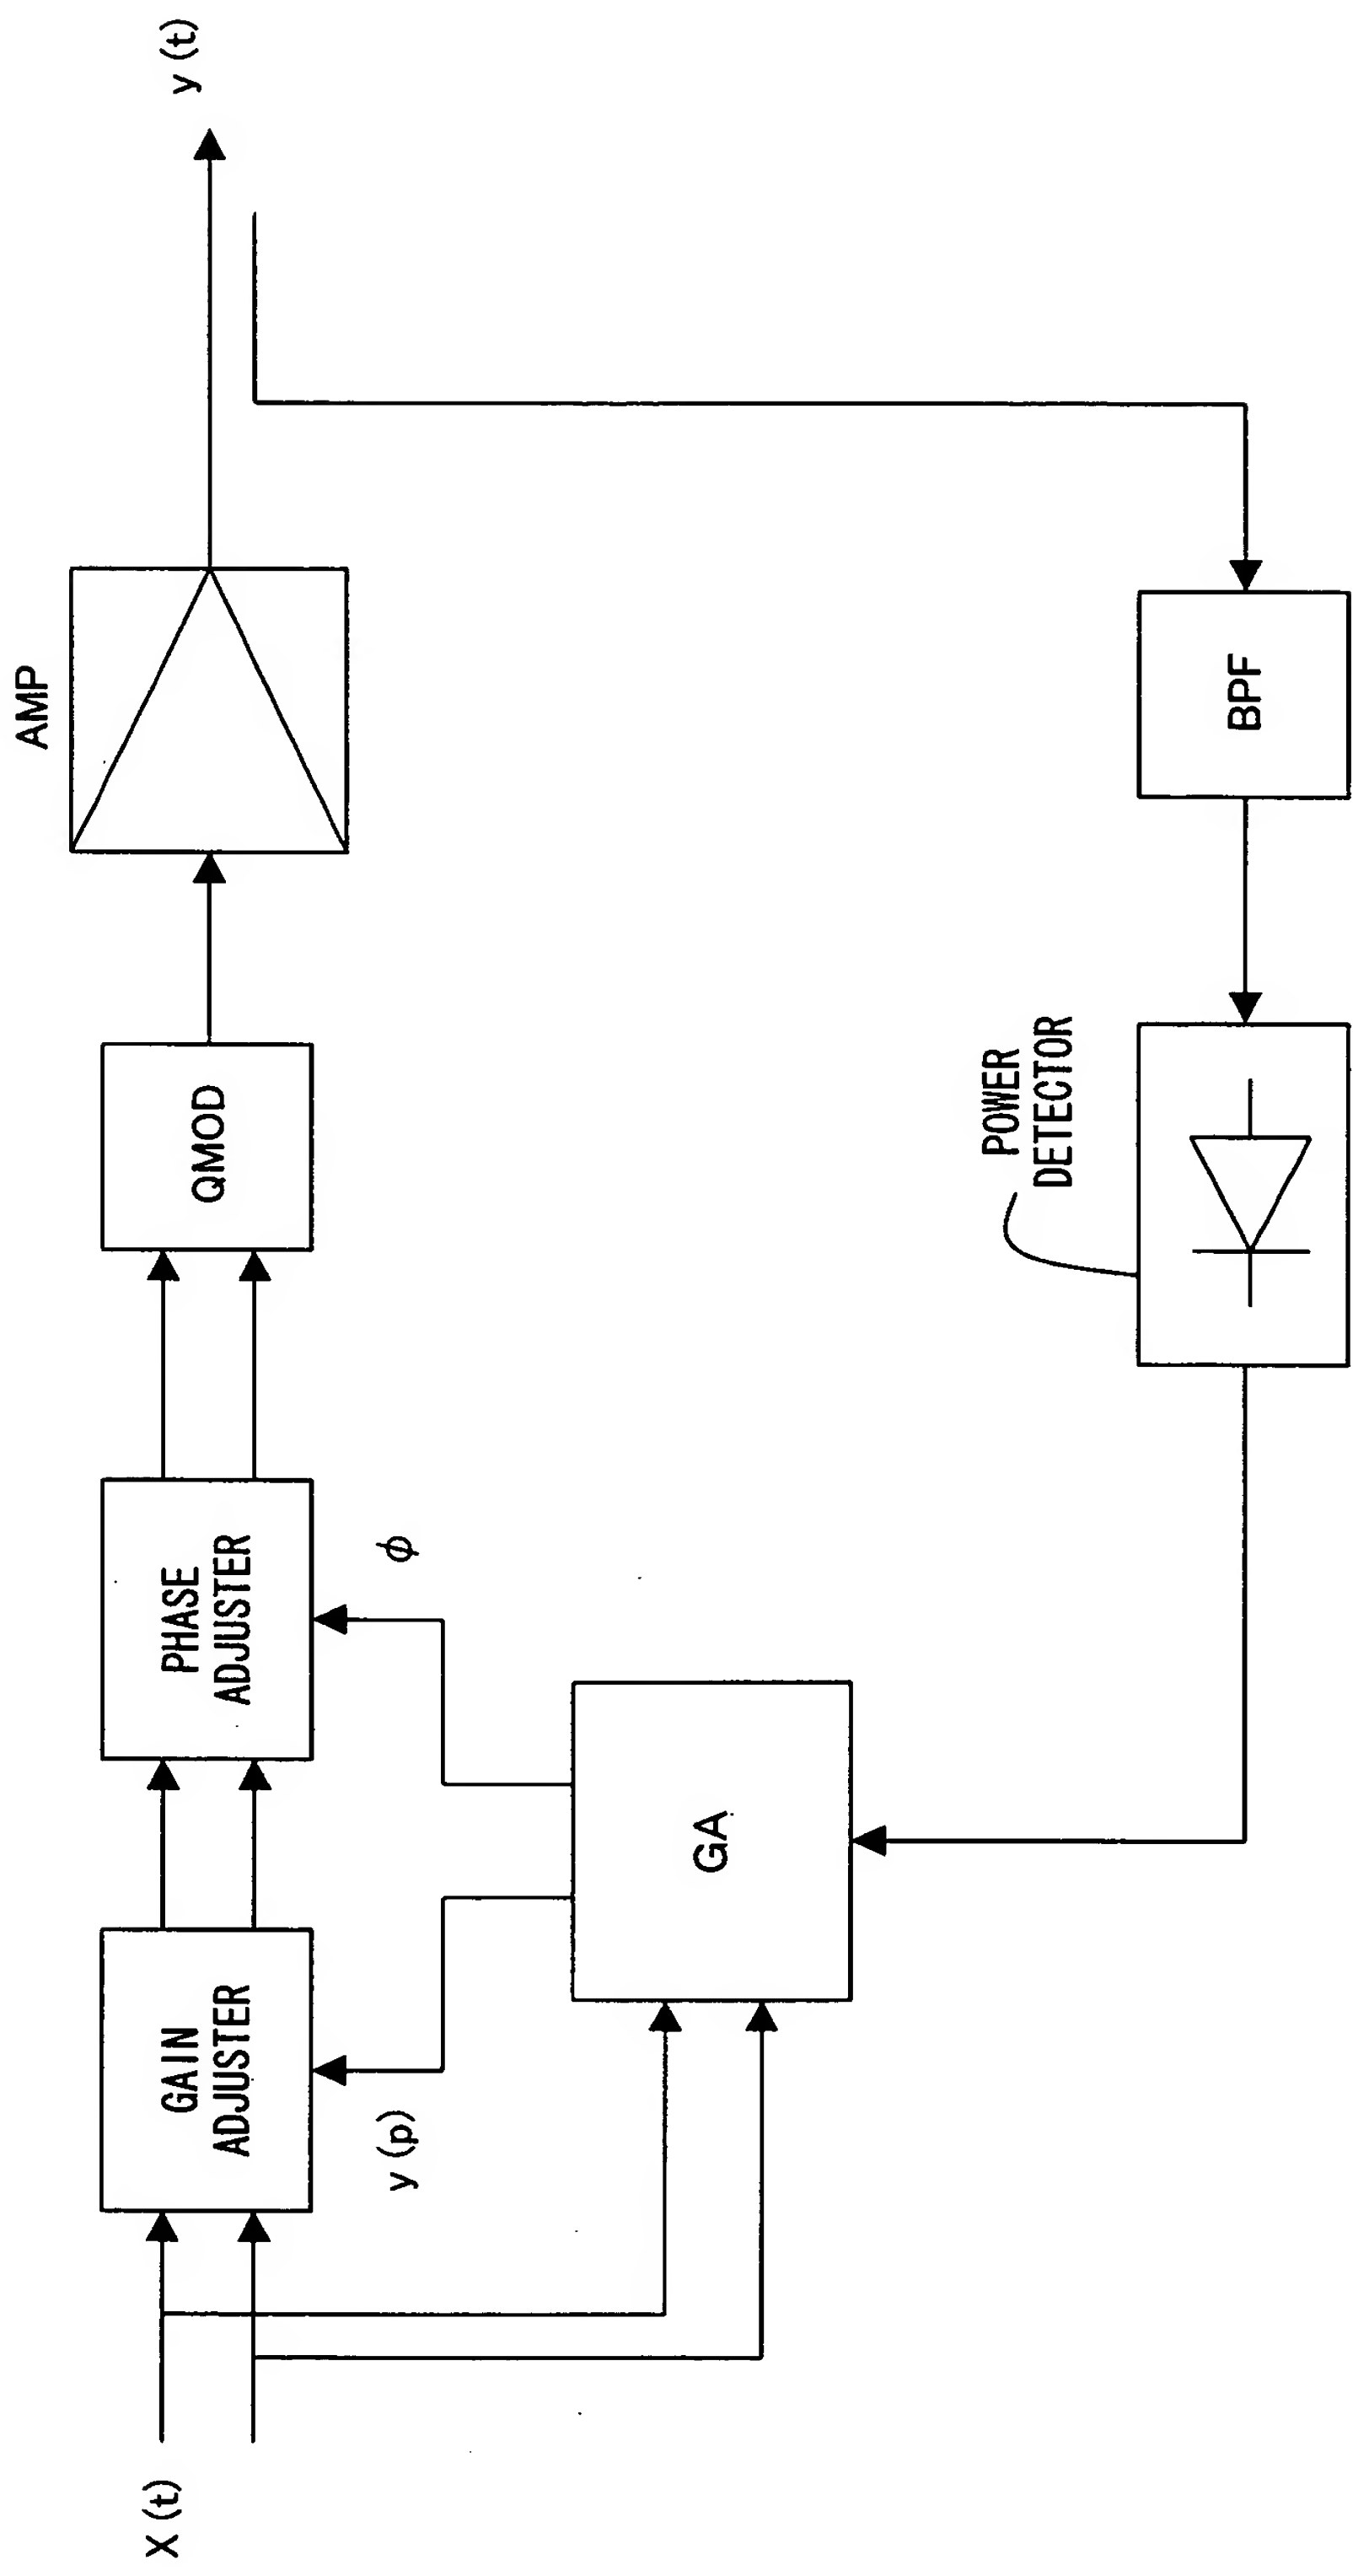 X (t)
GAIN
ADJUSTER
PHASE
ADJUSTER
QMOD
AMP
y (t)
y (p)
ϕ
GA
POWER
DETECTOR
BPF